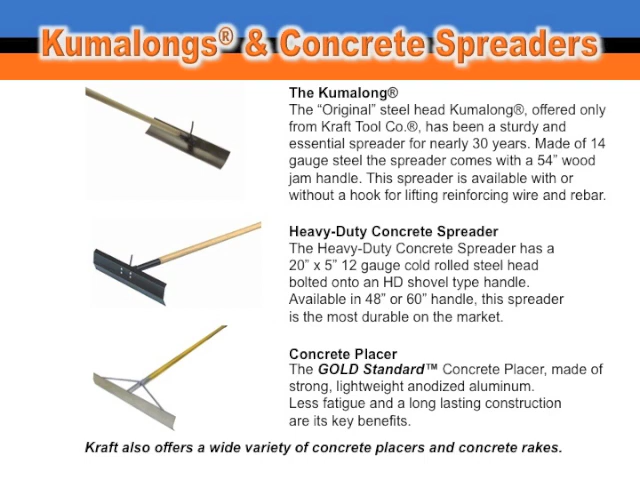 Kumalongs® & Concrete Spreaders
The Kumalong®
The “Original” steel head Kumalong®, offered only
from Kraft Tool Co.®, has been a sturdy and
essential spreader for nearly 30 years. Made of 14
gauge steel the spreader comes with a 54” wood
jam handle. This spreader is available with or
without a hook for lifting reinforcing wire and rebar.
Heavy-Duty Concrete Spreader
The Heavy-Duty Concrete Spreader has a
20” x 5” 12 gauge cold rolled steel head
bolted onto an HD shovel type handle.
Available in 48” or 60” handle, this spreader
is the most durable on the market.
Concrete Placer
The GOLD Standard™ Concrete Placer, made of
strong, lightweight anodized aluminum.
Less fatigue and a long lasting construction
are its key benefits.
Kraft also offers a wide variety of concrete placers and concrete rakes.